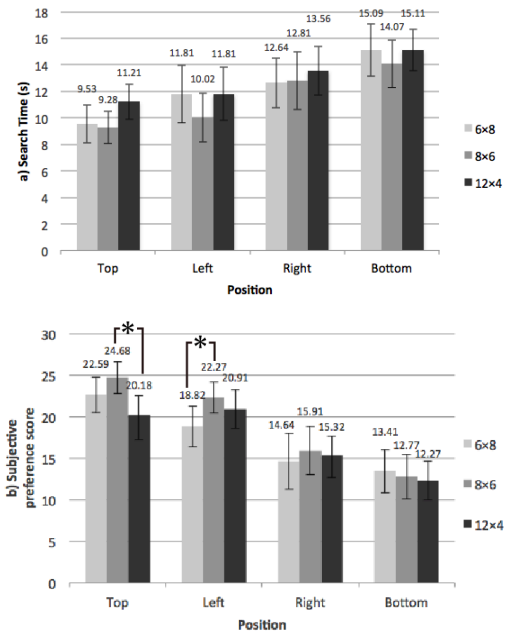 a) Search Time (s)
18
16
14
12
10
8
6
4
2
0
9.53 9.28 11.21
11.81 10.02 11.81
12.64 12.81 13.56
15.09 14.07 15.11
Top Left Right Bottom
Position
6×8
8×6
12×4
b) Subjective
preference score
30
25
20
15
10
5
0
22.59 24.68 20.18
*
18.82 22.27 20.91
*
14.64 15.91 15.32
13.41 12.77 12.27
Top Left Right Bottom
Position
6×8
8×6
12×4